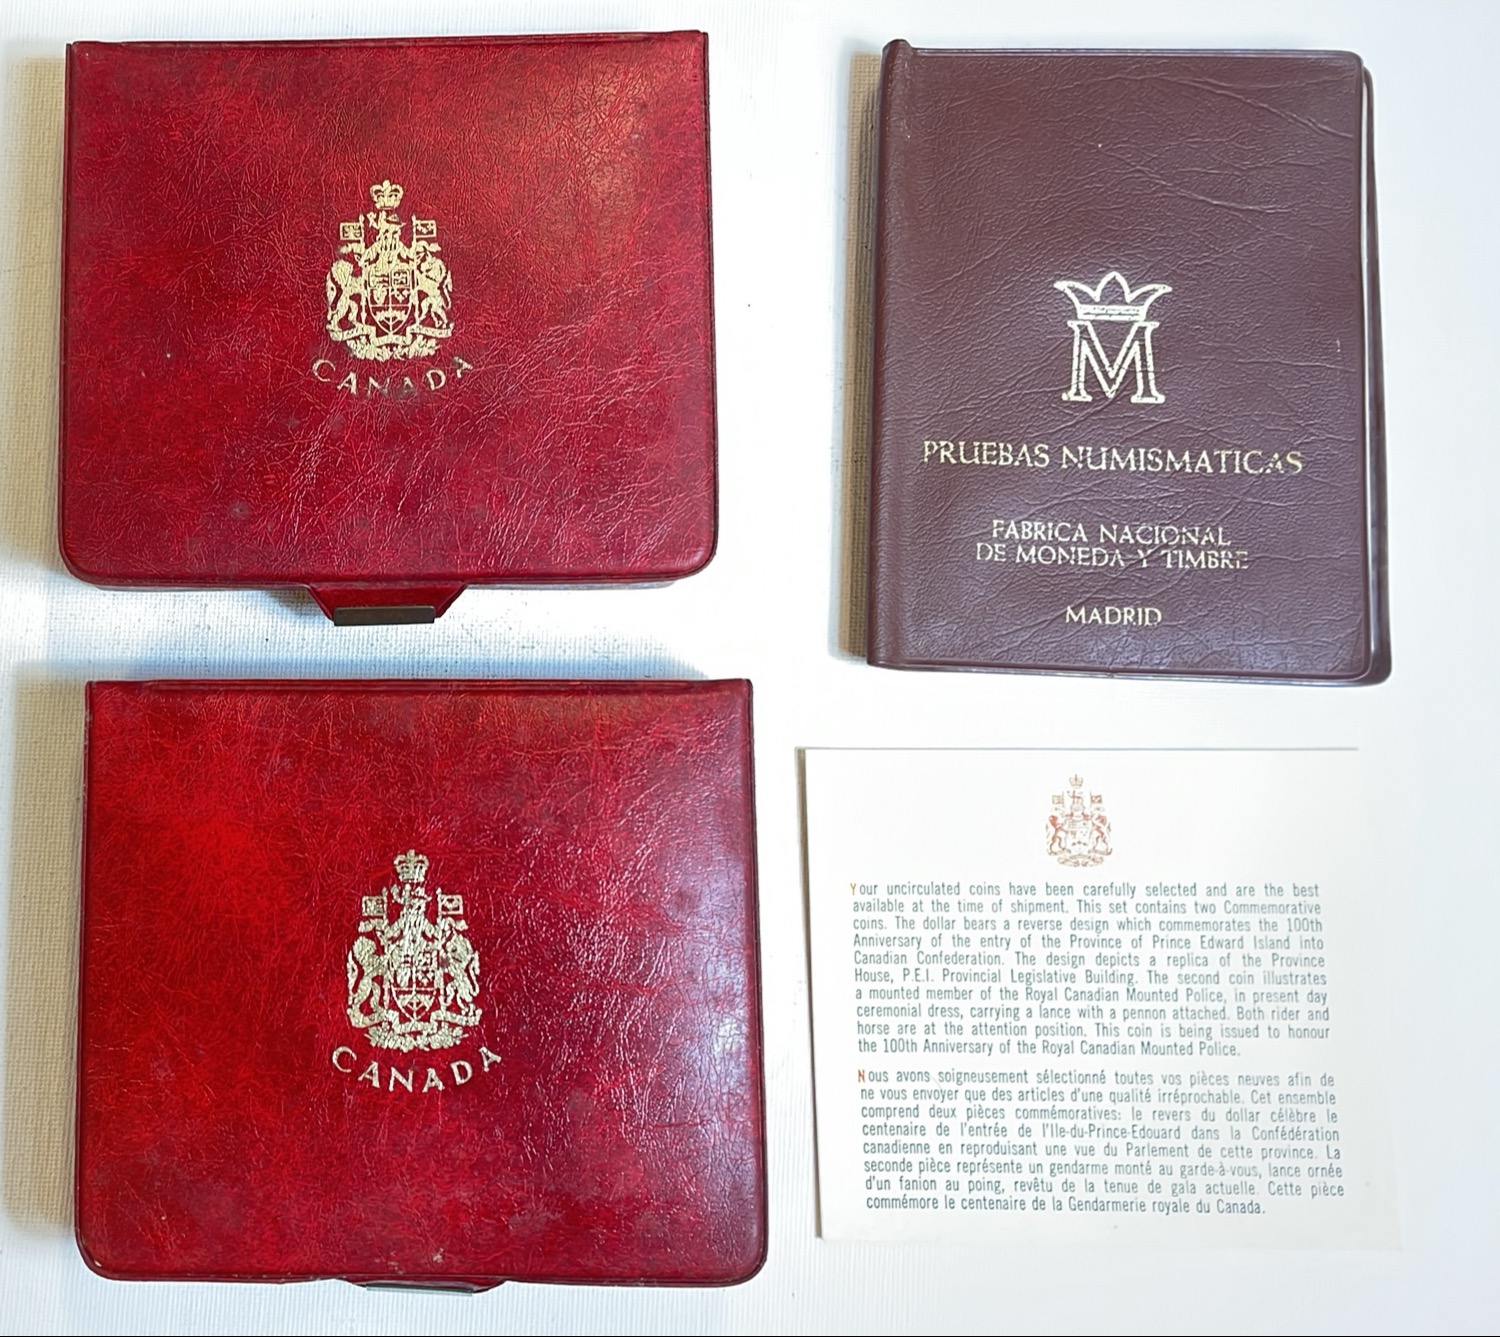 CANADA
PRUEBAS NUMISMATICAS
FABRICA NACIONAL
DE MONEDA Y TIMBRE
MADRID
CANADA
Your uncirculated coins have been carefully selected and are the best
available at the time of shipment. This set contains two Commemorative
coins. The dollar bears a reverse design which commemorates the 100th
Anniversary of the entry of the Province of Prince Edward Island into
Canadian Confederation. The design depicts a replica of the Province
House, P.E.I. Provincial Legislative Building. The second coin illustrates
a mounted member of the Royal Canadian Mounted Police, in present day
ceremonial dress, carrying a lance with a pennon attached. Both rider and
horse are at the attention position. This coin is being issued to honour
the 100th Anniversary of the Royal Canadian Mounted Police.
Nous avons soigneusement sélectionné toutes vos pièces neuves afin de
ne vous envoyer que des articles d'une qualité irréprochable. Cet ensemble
comprend deux pièces commémoratives: le revers du dollar célèbre le
centenaire de l'entrée de l'Ile-du-Prince-Edouard dans la Confédération
canadienne en reproduisant une vue du Parlement de cette province. La
seconde pièce représente un gendarme monté au garde-à-vous, lance ornée
d'un fanion au poing, revêtu de la tenue de gala actuelle. Cette pièce
commémore le centenaire de la Gendarmerie royale du Canada.